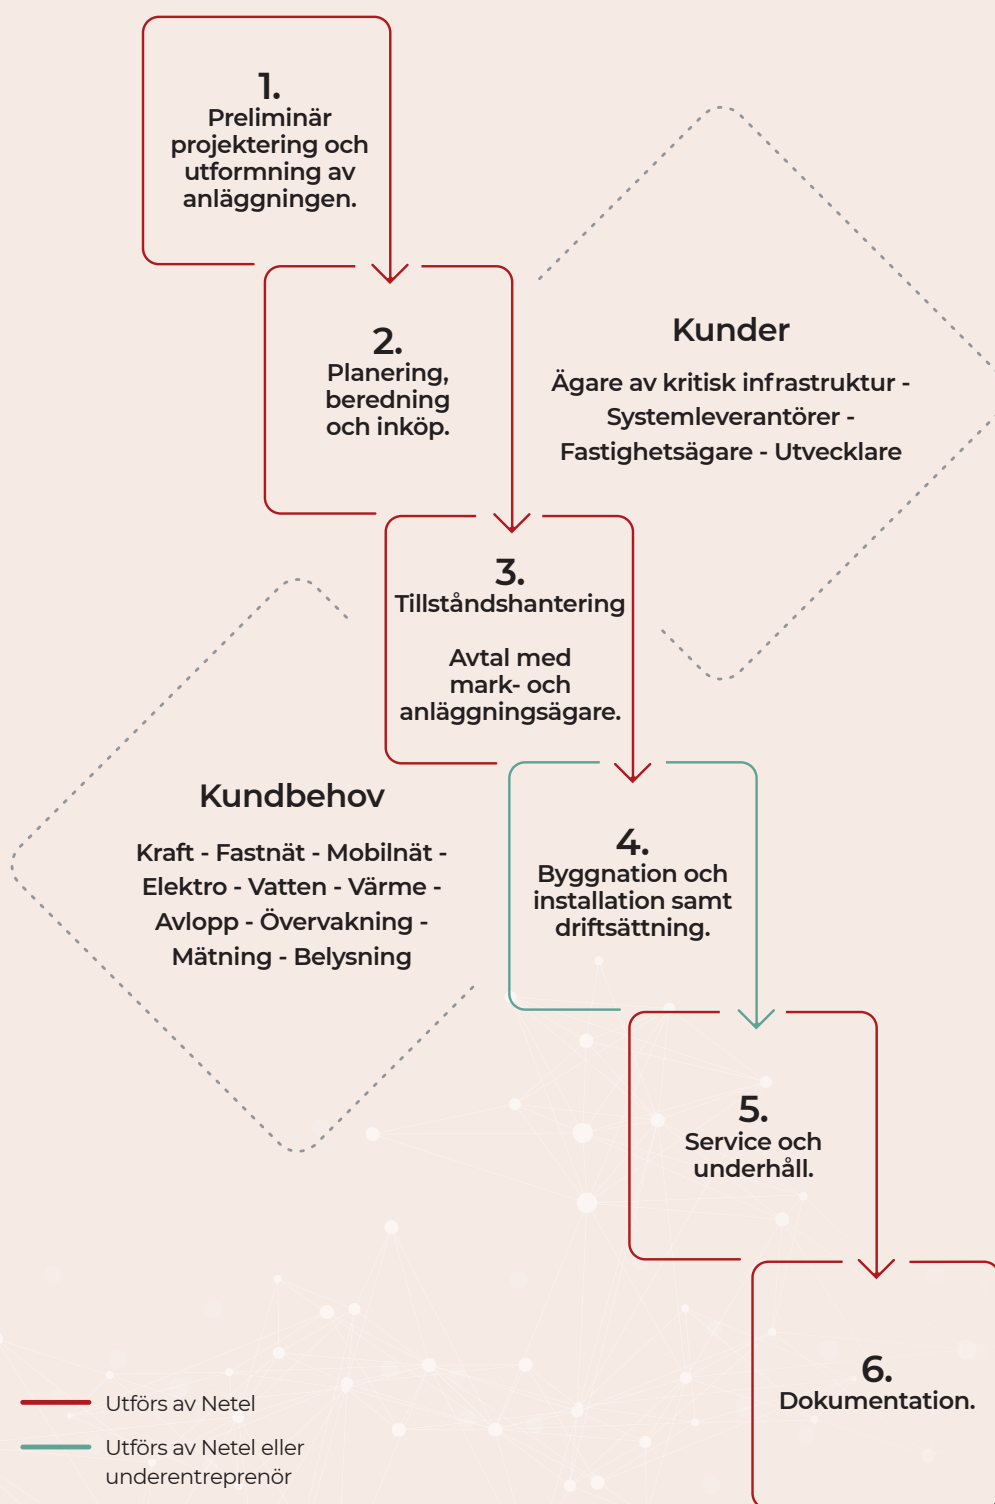 1.
Preliminär
projektering och
utformning av
anläggningen.
2.
Planering,
beredning
och inköp.
Kunder
Ägare av kritisk infrastruktur -
Systemleverantörer -
Fastighetsägare - Utvecklare
3.
Tillståndshantering
Avtal med
mark- och
anläggningsägare.
Kundbehov
Kraft - Fastnät - Mobilnät -
Elektro - Vatten - Värme -
Avlopp - Övervakning -
Mätning - Belysning
4.
Byggnation och
installation samt
driftsättning.
5.
Service och
underhåll.
6.
Dokumentation.
Utförs av Netel
Utförs av Netel eller
underentreprenör